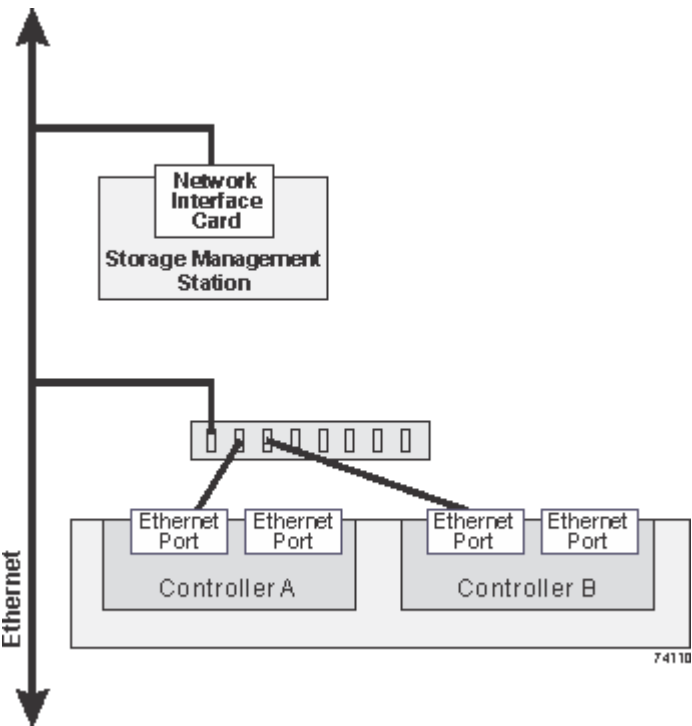 Network
Interface
Card
Storage Management
Station
Ethernet
Port
Ethernet
Port
Ethernet
Port
Ethernet
Port
Controller A
Controller B
Ethernet
74110